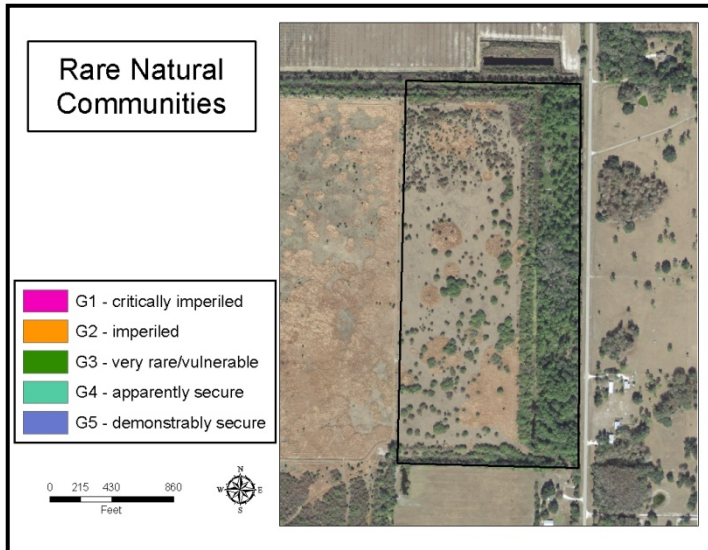 Rare Natural
Communities
G1 - critically imperiled
G2 - imperiled
G3 - very rare/vulnerable
G4 - apparently secure
G5 - demonstrably secure
0 215 430 860
Feet
N
W E
S